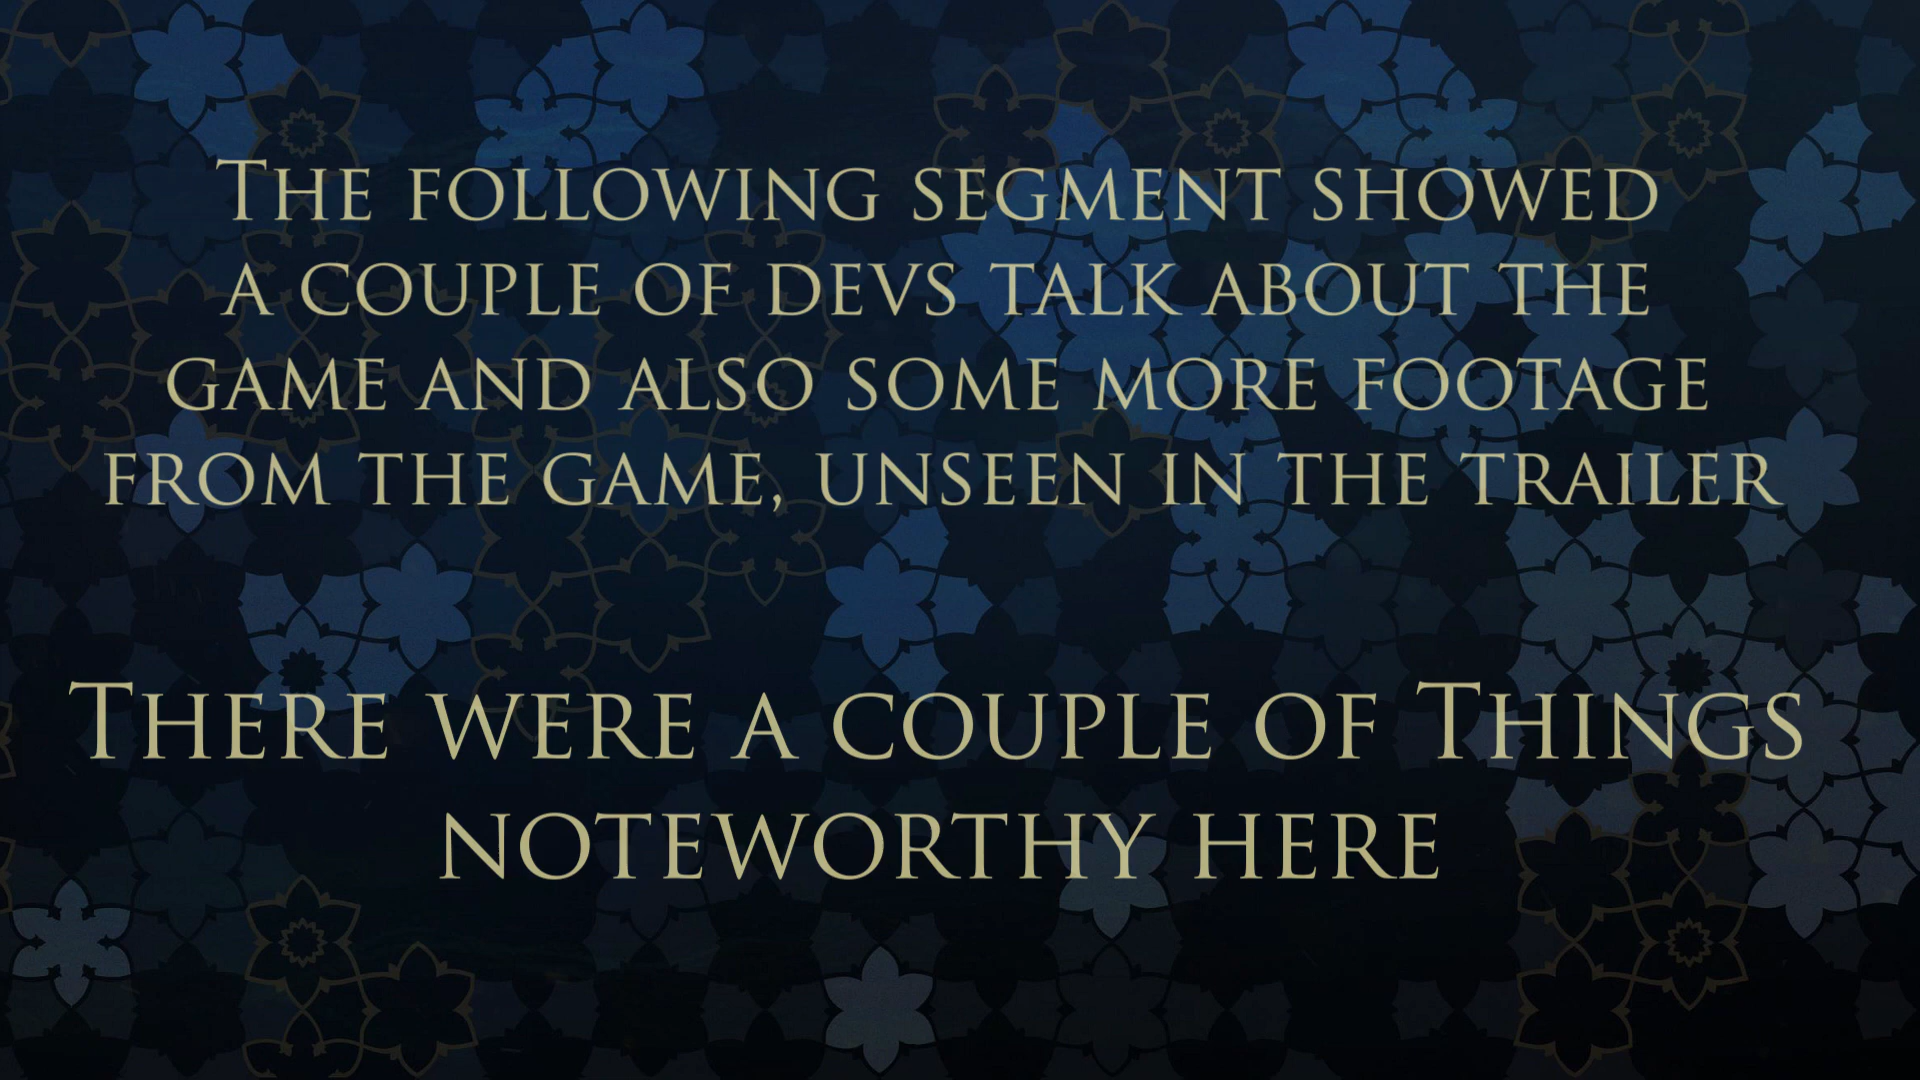 The following segment showed
a couple of devs talk about the
game and also some more footage
from the game, unseen in the trailer
There were a couple of Things
noteworthy here